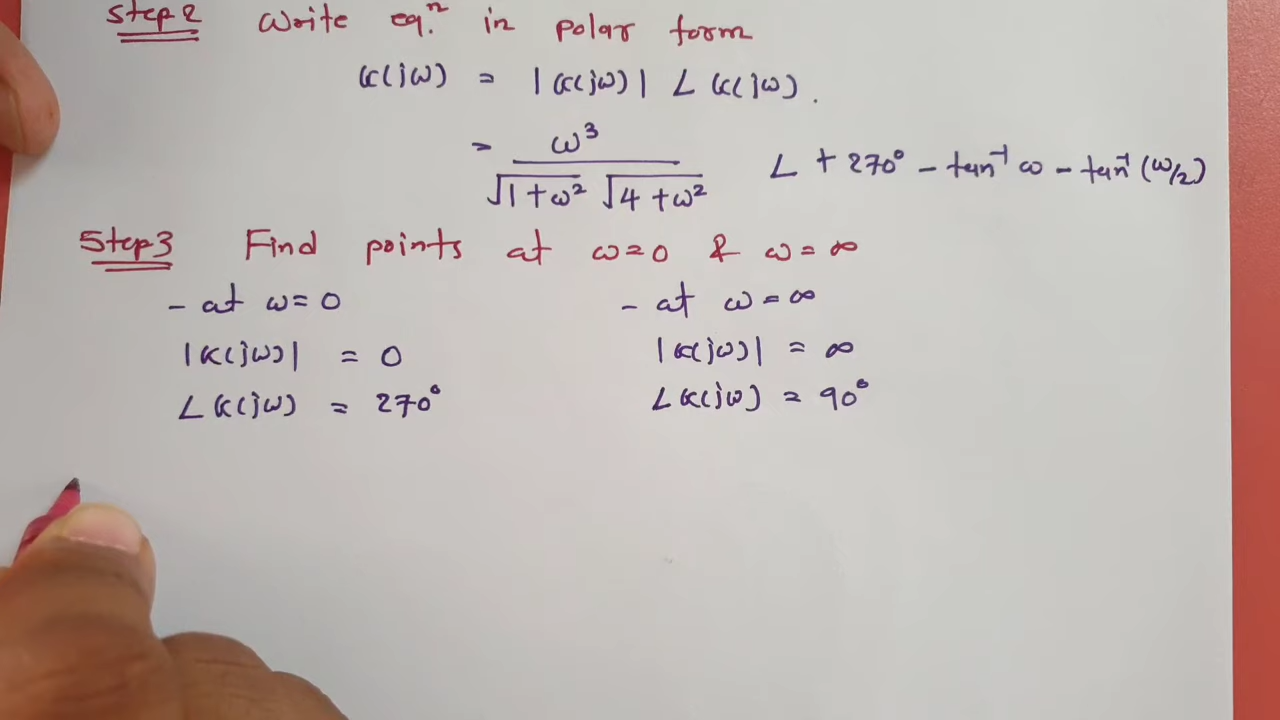 Step 2 Write eqⁿ. in polar form
G(jω) = |G(jω)| ∠ G(jω).
= ω³ / √1+ω² √4+ω² ∠ + 270° - tan⁻¹ ω - tan⁻¹ (ω/2)
Step 3 Find points at ω=0 & ω=∞
- at ω=0 - at ω=∞
|G(jω)| = 0 |G(jω)| = ∞
∠G(jω) = 270° ∠G(jω) = 90°